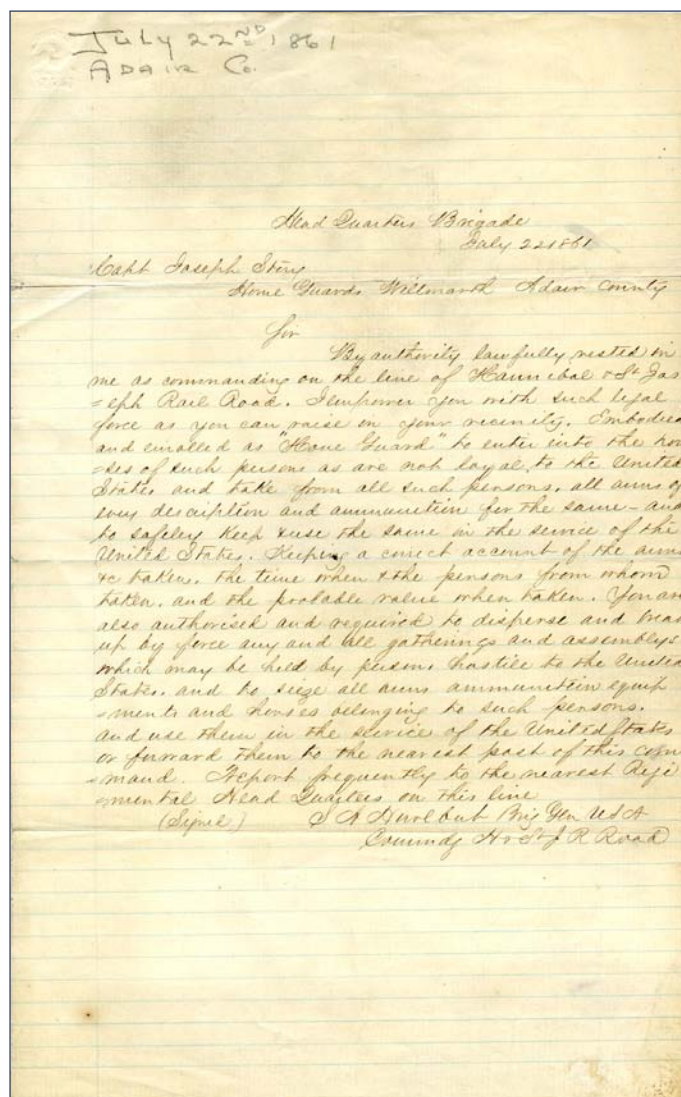 JULY 22ND, 1861
ADAIR Co.
Head Quarters Brigade
July 22 1861
Capt Joseph Story
Home Guards Willmarth Adair County
Sir
By authority lawfully vested in
me as commanding on the line of Hannibal & St Jos
=eph Rail Road. I empower you with such legal
force as you can raise in your vicinity. Embodied
and enrolled as "Home Guard" to enter into the hou
=ses of such persons as are not loyal to the United
States and take from all such persons, all arms of
every description and ammunition for the same - and
to safeley keep & use the same in the service of the
United States. Keeping a correct account of the arms
&c taken. the time when & the persons from whom
taken. and the probable value when taken. You are
also authorised and required to disperse and break
up by force any and all gatherings and assemblys
which may be held by persons hostile to the United
States. and to seize all arms ammunition equip
=ments and horses belonging to such persons.
and use them in the service of the United States
or forward them to the nearest post of this com
=mand. Report frequently to the nearest Regi
=mental Head Quarters on this line
(Signed) S A Hurlbut Brig Gen USA
Commdg H & St J R Road